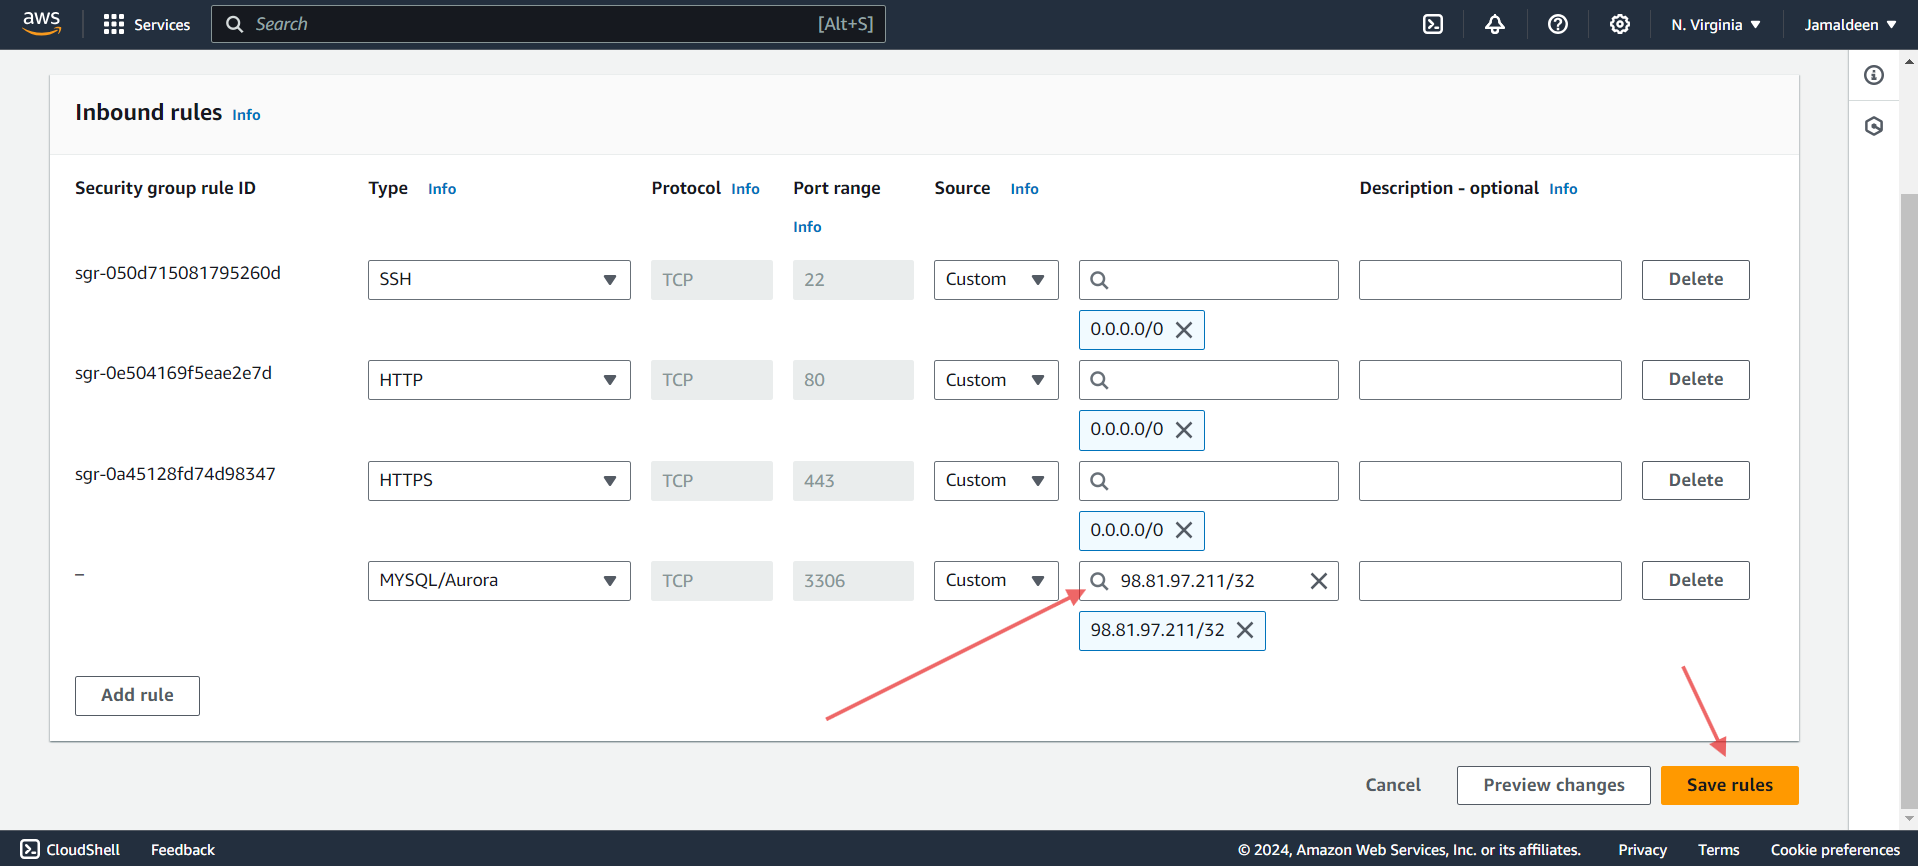 aws Services Search [Alt+S] N. Virginia Jamaldeen
Inbound rules Info
Security group rule ID Type Info Protocol Info Port range Info Source Info Description - optional Info
sgr-050d715081795260d SSH TCP 22 Custom Delete
0.0.0.0/0
sgr-0e504169f5eae2e7d HTTP TCP 80 Custom Delete
0.0.0.0/0
sgr-0a45128fd74d98347 HTTPS TCP 443 Custom Delete
0.0.0.0/0
– MYSQL/Aurora TCP 3306 Custom 98.81.97.211/32 Delete
98.81.97.211/32
Add rule
Cancel Preview changes Save rules
CloudShell Feedback © 2024, Amazon Web Services, Inc. or its affiliates. Privacy Terms Cookie preferences